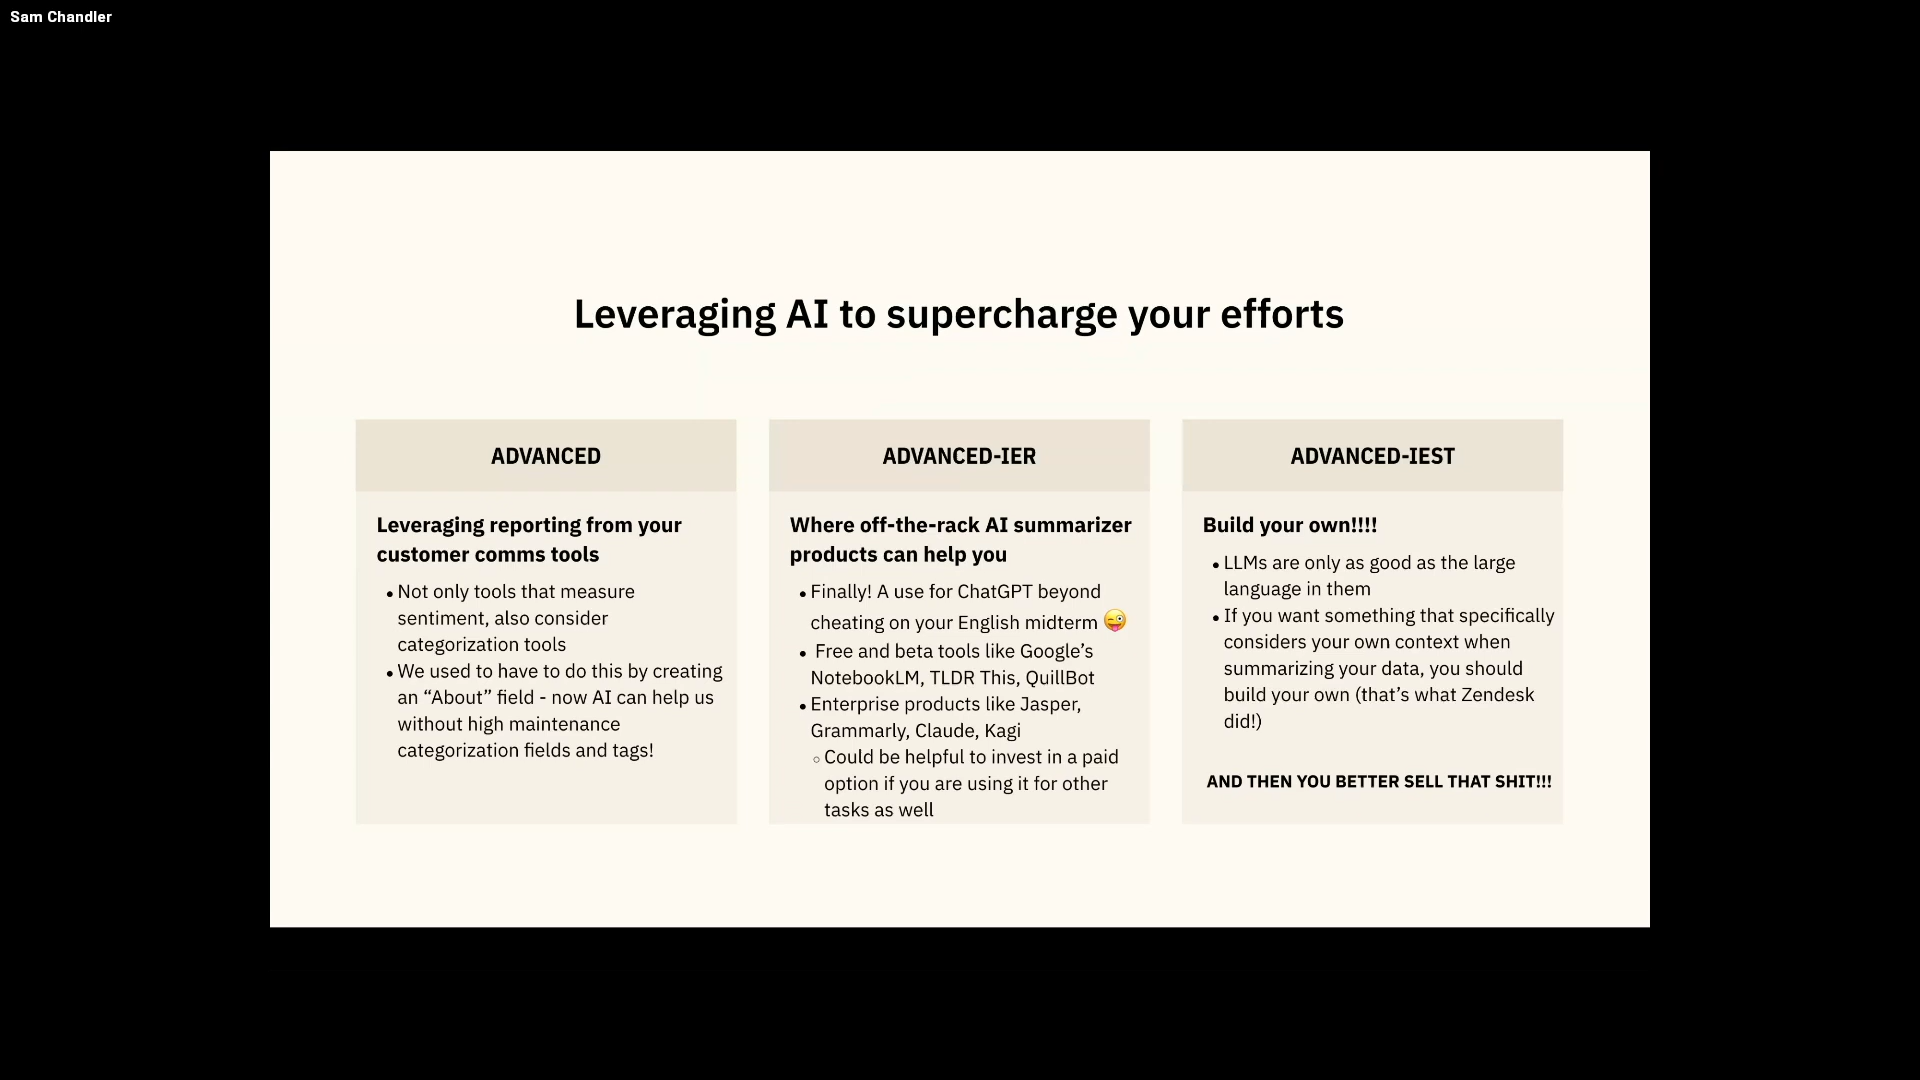 Sam Chandler
Leveraging AI to supercharge your efforts
ADVANCED
Leveraging reporting from your
customer comms tools
• Not only tools that measure
sentiment, also consider
categorization tools
• We used to have to do this by creating
an “About” field - now AI can help us
without high maintenance
categorization fields and tags!
ADVANCED-IER
Where off-the-rack AI summarizer
products can help you
• Finally! A use for ChatGPT beyond
cheating on your English midterm 😜
• Free and beta tools like Google’s
NotebookLM, TLDR This, QuillBot
• Enterprise products like Jasper,
Grammarly, Claude, Kagi
○ Could be helpful to invest in a paid
option if you are using it for other
tasks as well
ADVANCED-IEST
Build your own!!!!
• LLMs are only as good as the large
language in them
• If you want something that specifically
considers your own context when
summarizing your data, you should
build your own (that’s what Zendesk
did!)
AND THEN YOU BETTER SELL THAT SHIT!!!